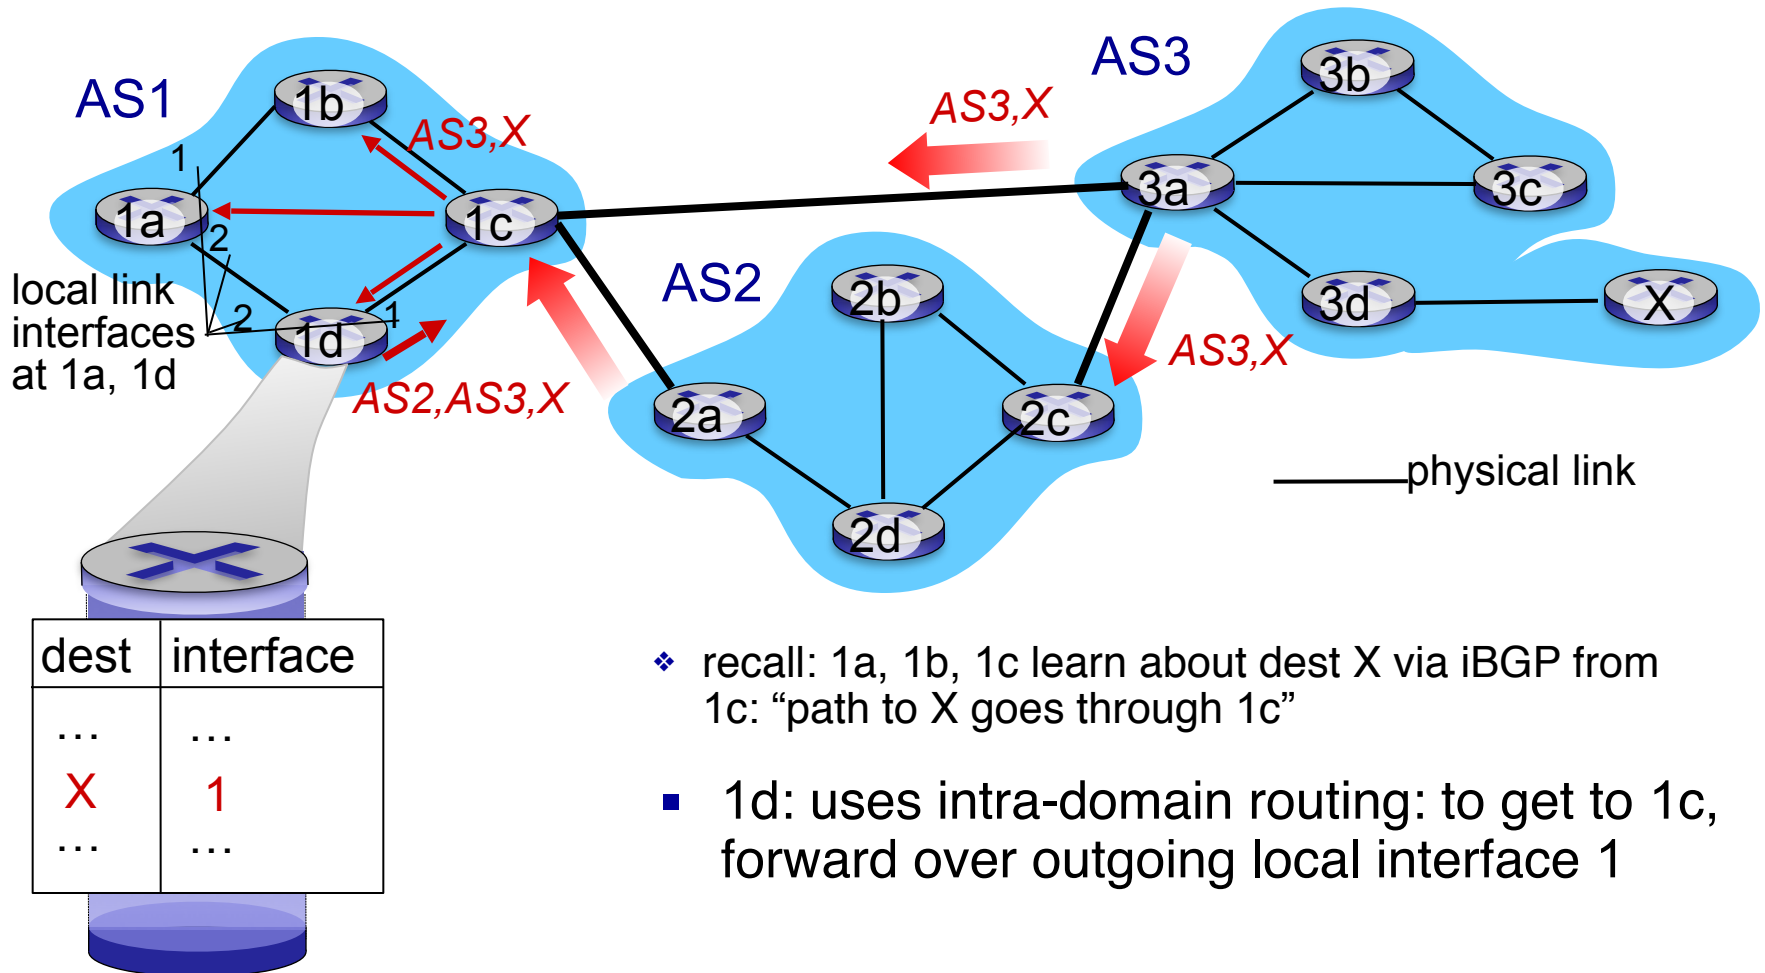 AS1
1b
AS3,X
1
1a
1c
2
local link
interfaces
at 1a, 1d
2
1
1d
AS2,AS3,X
AS3,X
AS3
3b
3a
3c
3d
X
AS3,X
AS2
2b
2a
2c
2d
physical link
dest interface
… …
X 1
… …
❖ recall: 1a, 1b, 1c learn about dest X via iBGP from
1c: “path to X goes through 1c”
▪ 1d: uses intra-domain routing: to get to 1c,
forward over outgoing local interface 1